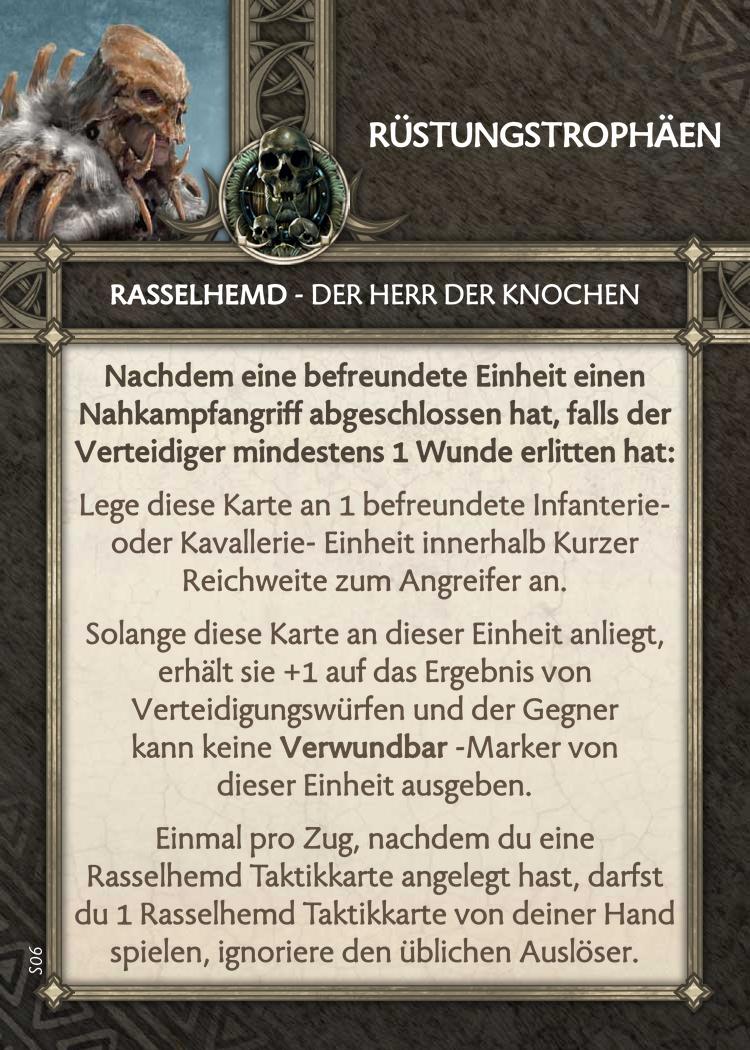 RÜSTUNGSTROPHÄEN
RASSELHEMD - DER HERR DER KNOCHEN
Nachdem eine befreundete Einheit einen
Nahkampfangriff abgeschlossen hat, falls der
Verteidiger mindestens 1 Wunde erlitten hat:
Lege diese Karte an 1 befreundete Infanterie-
oder Kavallerie- Einheit innerhalb Kurzer
Reichweite zum Angreifer an.
Solange diese Karte an dieser Einheit anliegt,
erhält sie +1 auf das Ergebnis von
Verteidigungswürfen und der Gegner
kann keine Verwundbar -Marker von
dieser Einheit ausgeben.
Einmal pro Zug, nachdem du eine
Rasselhemd Taktikkarte angelegt hast, darfst
du 1 Rasselhemd Taktikkarte von deiner Hand
spielen, ignoriere den üblichen Auslöser.
S06